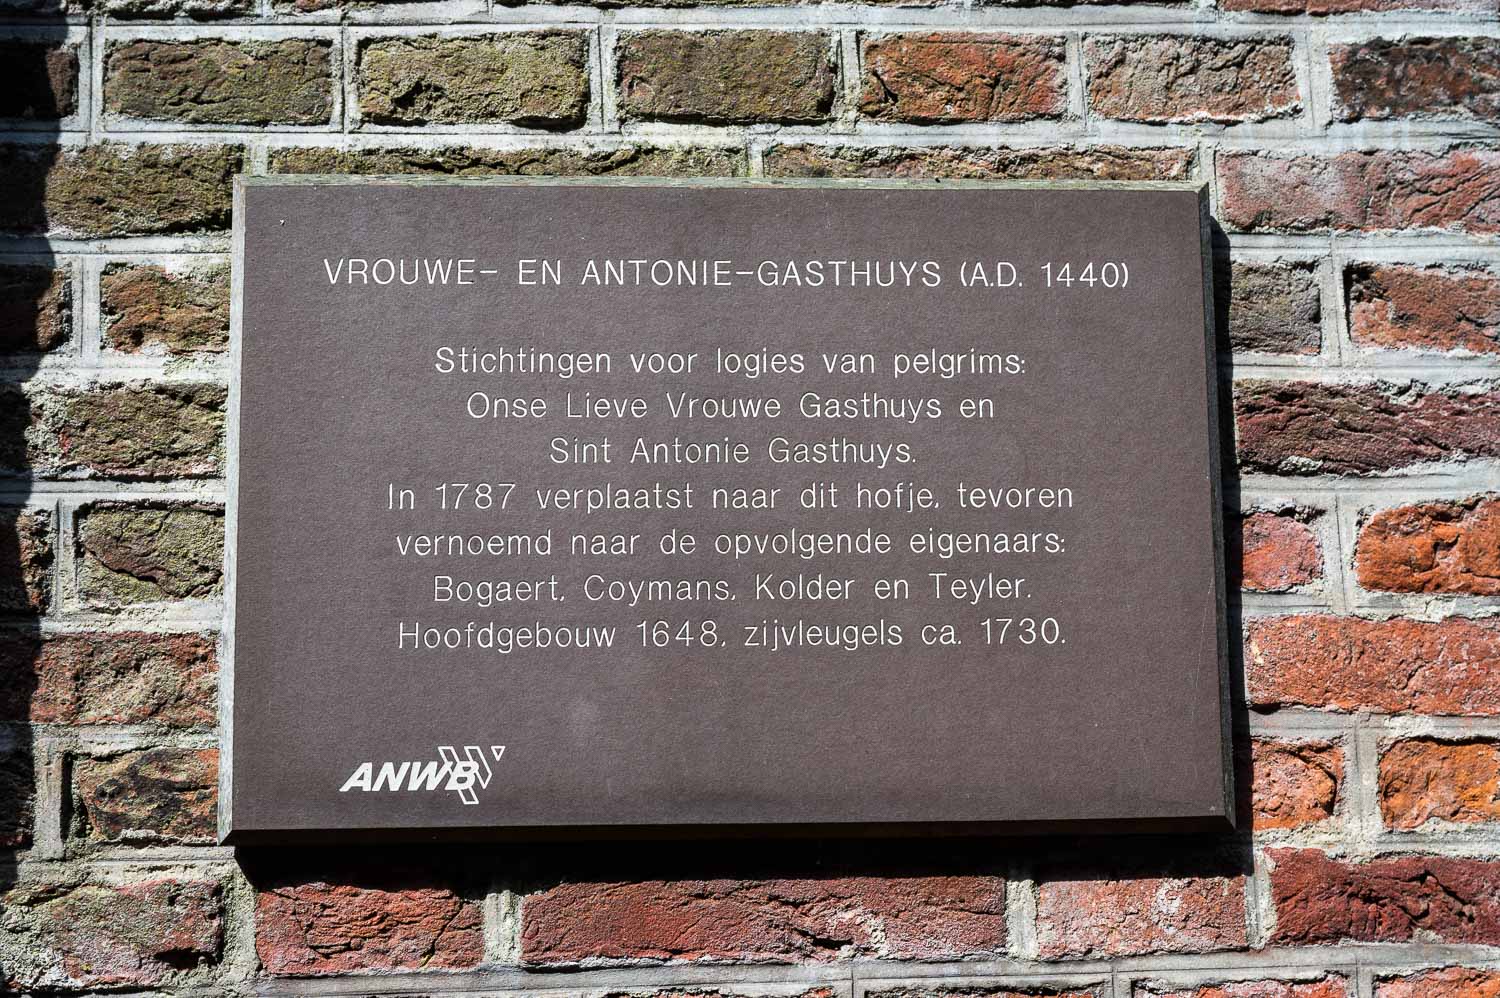 VROUWE- EN ANTONIE-GASTHUYS (A.D. 1440)
Stichtingen voor logies van pelgrims:
Onse Lieve Vrouwe Gasthuys en
Sint Antonie Gasthuys.
In 1787 verplaatst naar dit hofje, tevoren
vernoemd naar de opvolgende eigenaars:
Bogaert, Coymans, Kolder en Teyler.
Hoofdgebouw 1648, zijvleugels ca. 1730.
ANWB